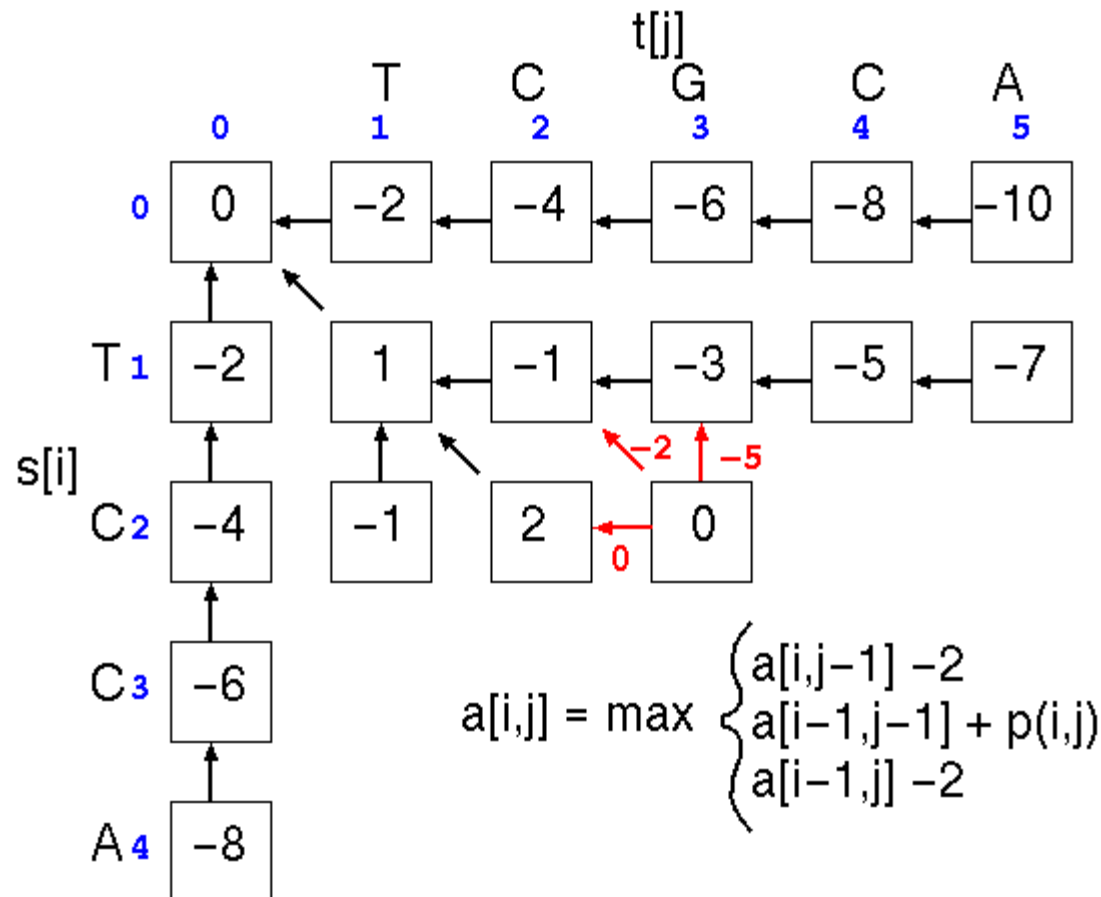 t[j]
T C G C A
0 1 2 3 4 5
0 0 −2 −4 −6 −8 −10
T 1 −2 1 −1 −3 −5 −7
−2 −5
s[i]
C 2 −4 −1 2 0
0
a[i,j−1] −2
C 3 −6
a[i,j] = max a[i−1,j−1] + p(i,j)
a[i−1,j] −2
A 4 −8